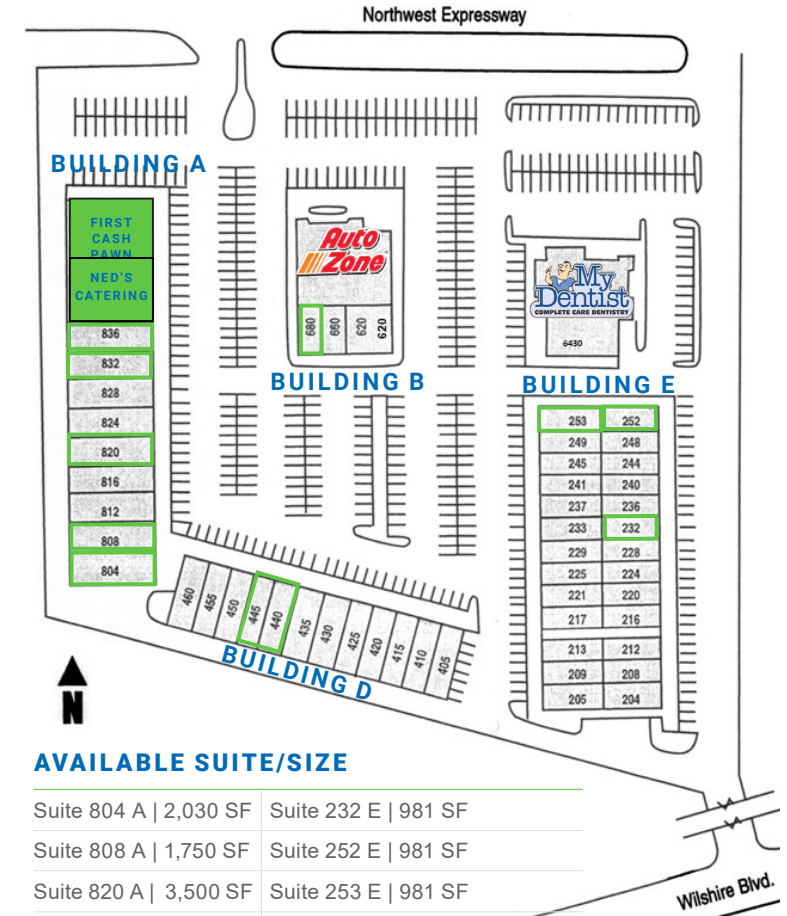 Northwest Expressway
BUILDING A
FIRST
CASH
PAWN
NED'S
CATERING
836
832
828
824
820
816
812
808
804
Auto
Zone
680
660
620
620
BUILDING B
My
Dentist
COMPLETE CARE DENTISTRY
6430
BUILDING E
253 252
249 248
245 244
241 240
237 236
233 232
229 228
225 224
221 220
217 216
213 212
209 208
205 204
460
455
450
445
440
435
430
425
420
415
410
405
BUILDING D
N
AVAILABLE SUITE/SIZE
Suite 804 A | 2,030 SF Suite 232 E | 981 SF
Suite 808 A | 1,750 SF Suite 252 E | 981 SF
Suite 820 A | 3,500 SF Suite 253 E | 981 SF
Wilshire Blvd.